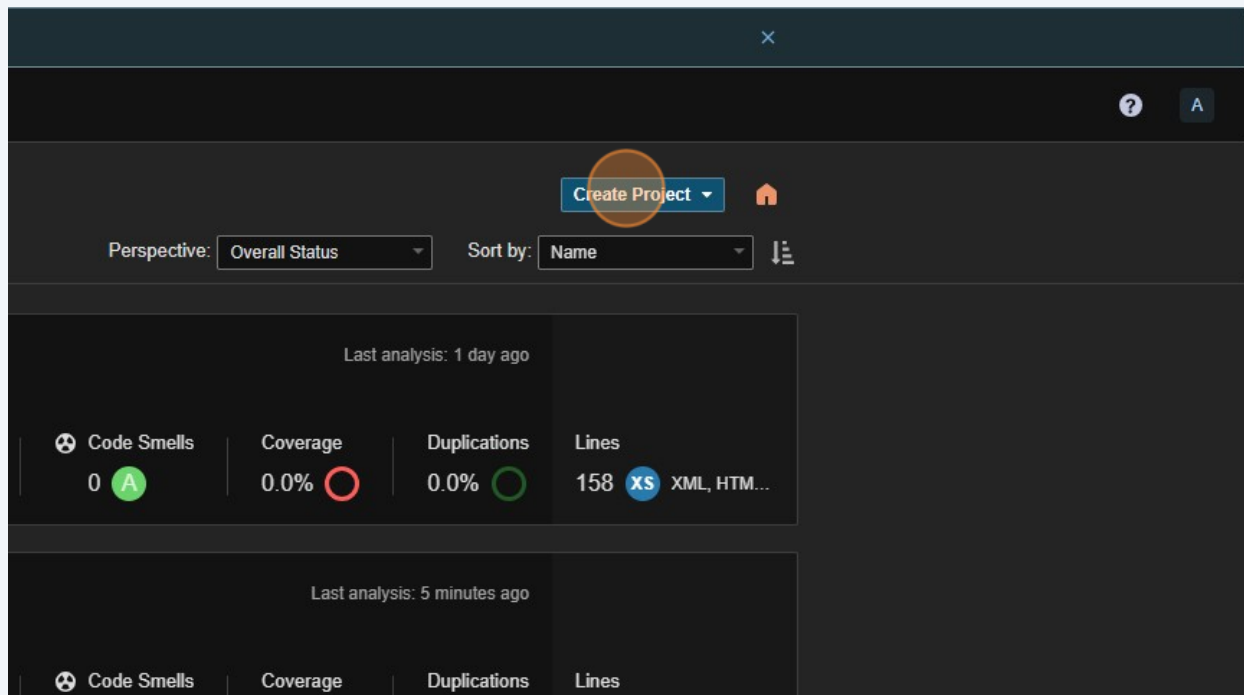 A
Create Project
Perspective: Overall Status Sort by: Name
Last analysis: 1 day ago
Code Smells Coverage Duplications Lines
0 A 0.0% 0.0% 158 XS XML, HTM...
Last analysis: 5 minutes ago
Code Smells Coverage Duplications Lines